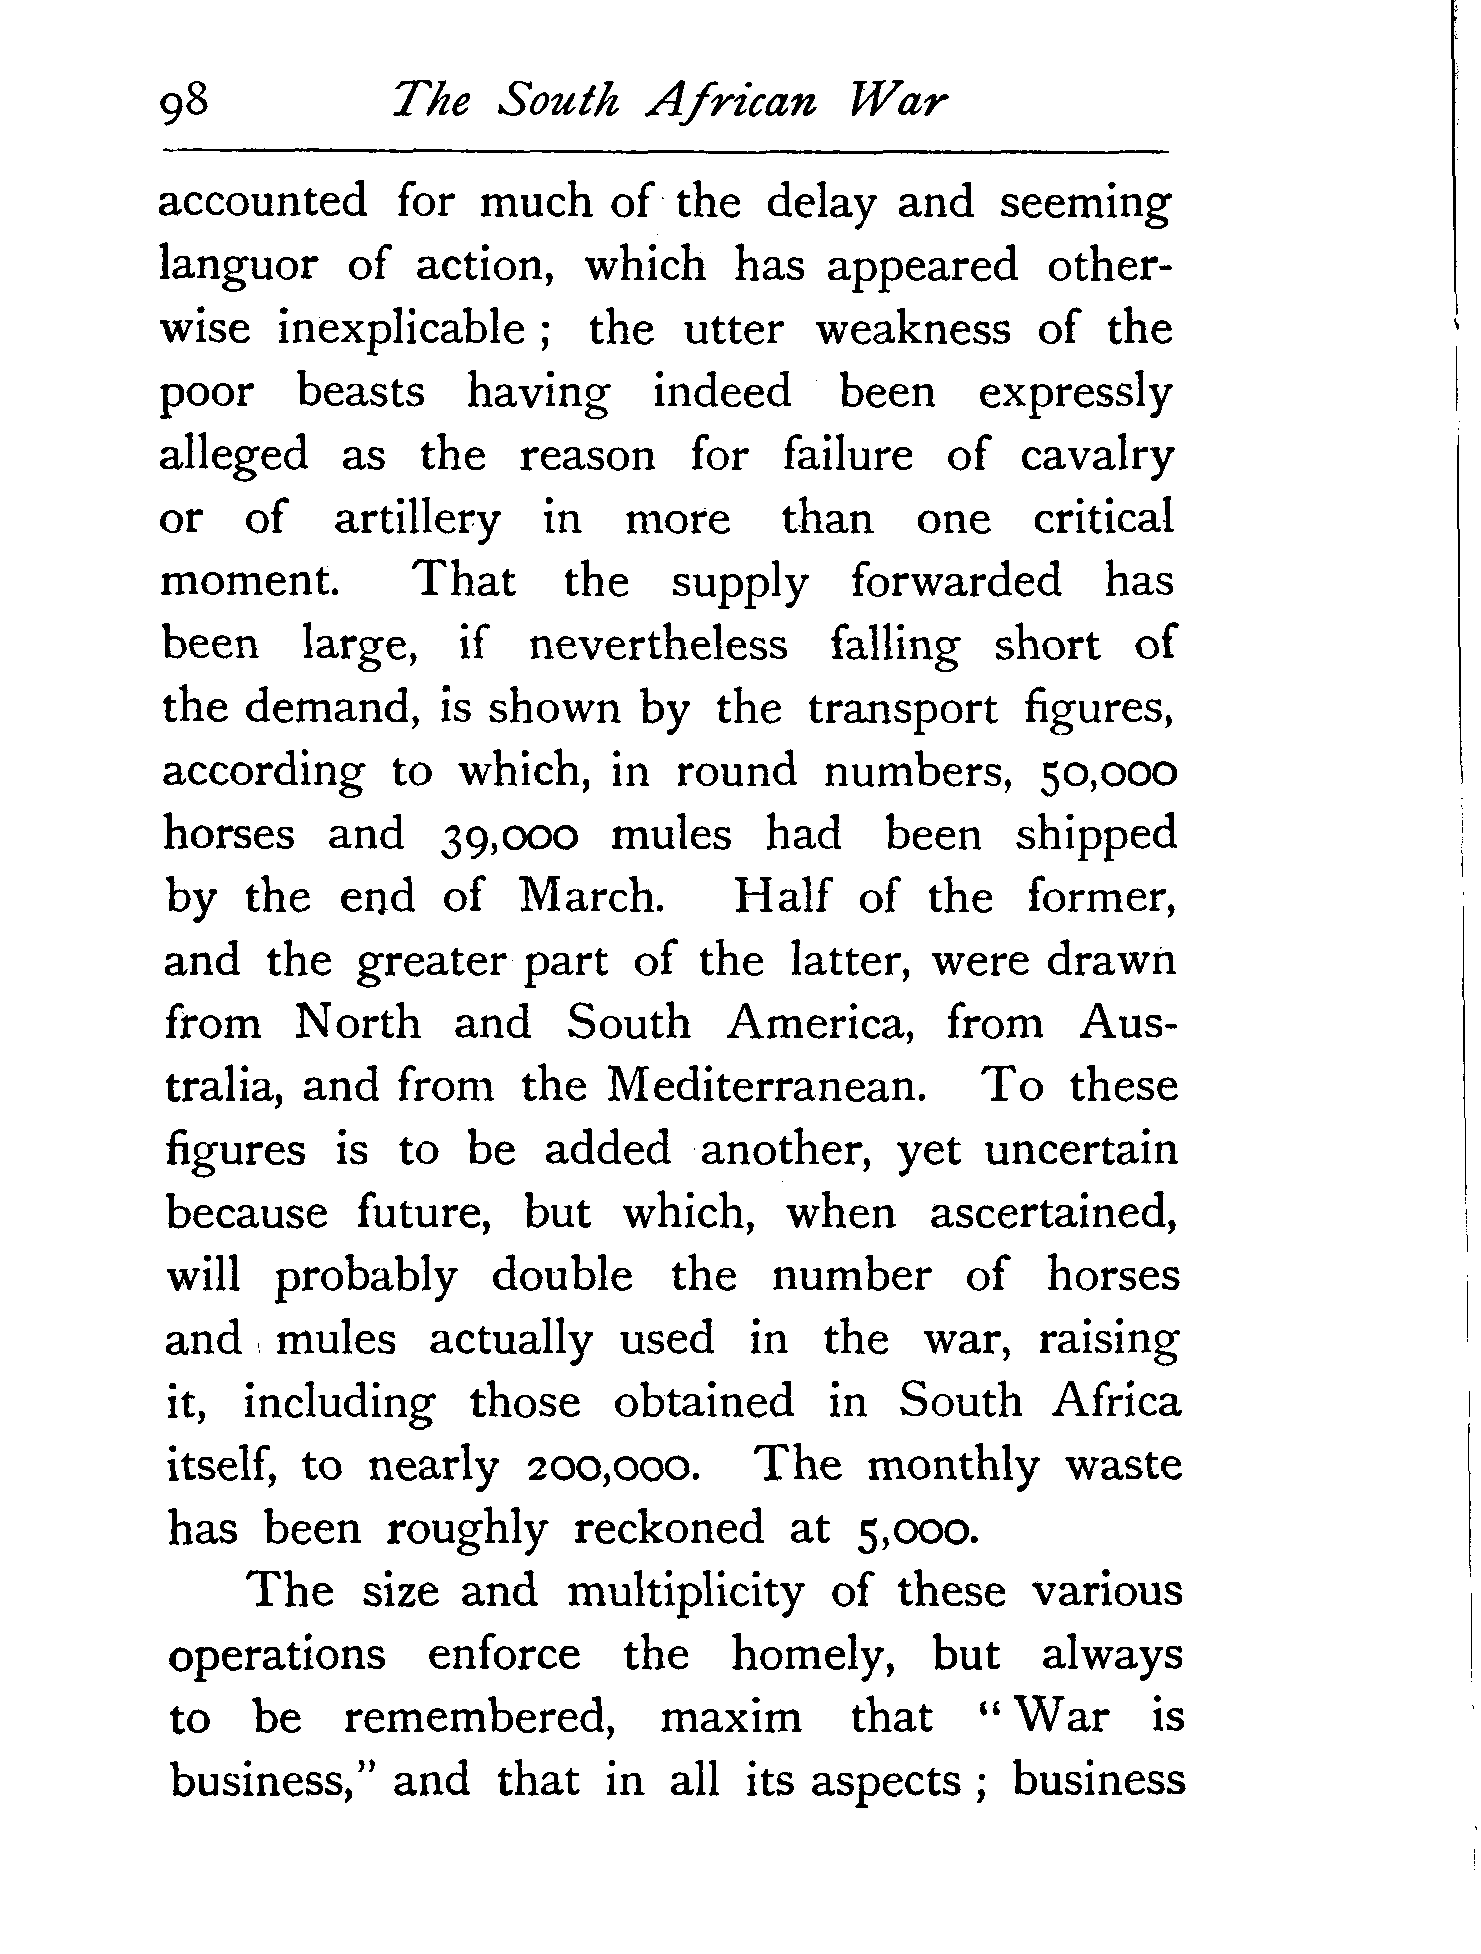 98 The South African War
accounted for much of the delay and seeming
languor of action, which has appeared other-
wise inexplicable ; the utter weakness of the
poor beasts having indeed been expressly
alleged as the reason for failure of cavalry
or of artillery in more than one critical
moment. That the supply forwarded has
been large, if nevertheless falling short of
the demand, is shown by the transport figures,
according to which, in round numbers, 50,000
horses and 39,000 mules had been shipped
by the end of March. Half of the former,
and the greater part of the latter, were drawn
from North and South America, from Aus-
tralia, and from the Mediterranean. To these
figures is to be added another, yet uncertain
because future, but which, when ascertained,
will probably double the number of horses
and mules actually used in the war, raising
it, including those obtained in South Africa
itself, to nearly 200,000. The monthly waste
has been roughly reckoned at 5,000.
The size and multiplicity of these various
operations enforce the homely, but always
to be remembered, maxim that “ War is
business,” and that in all its aspects ; business